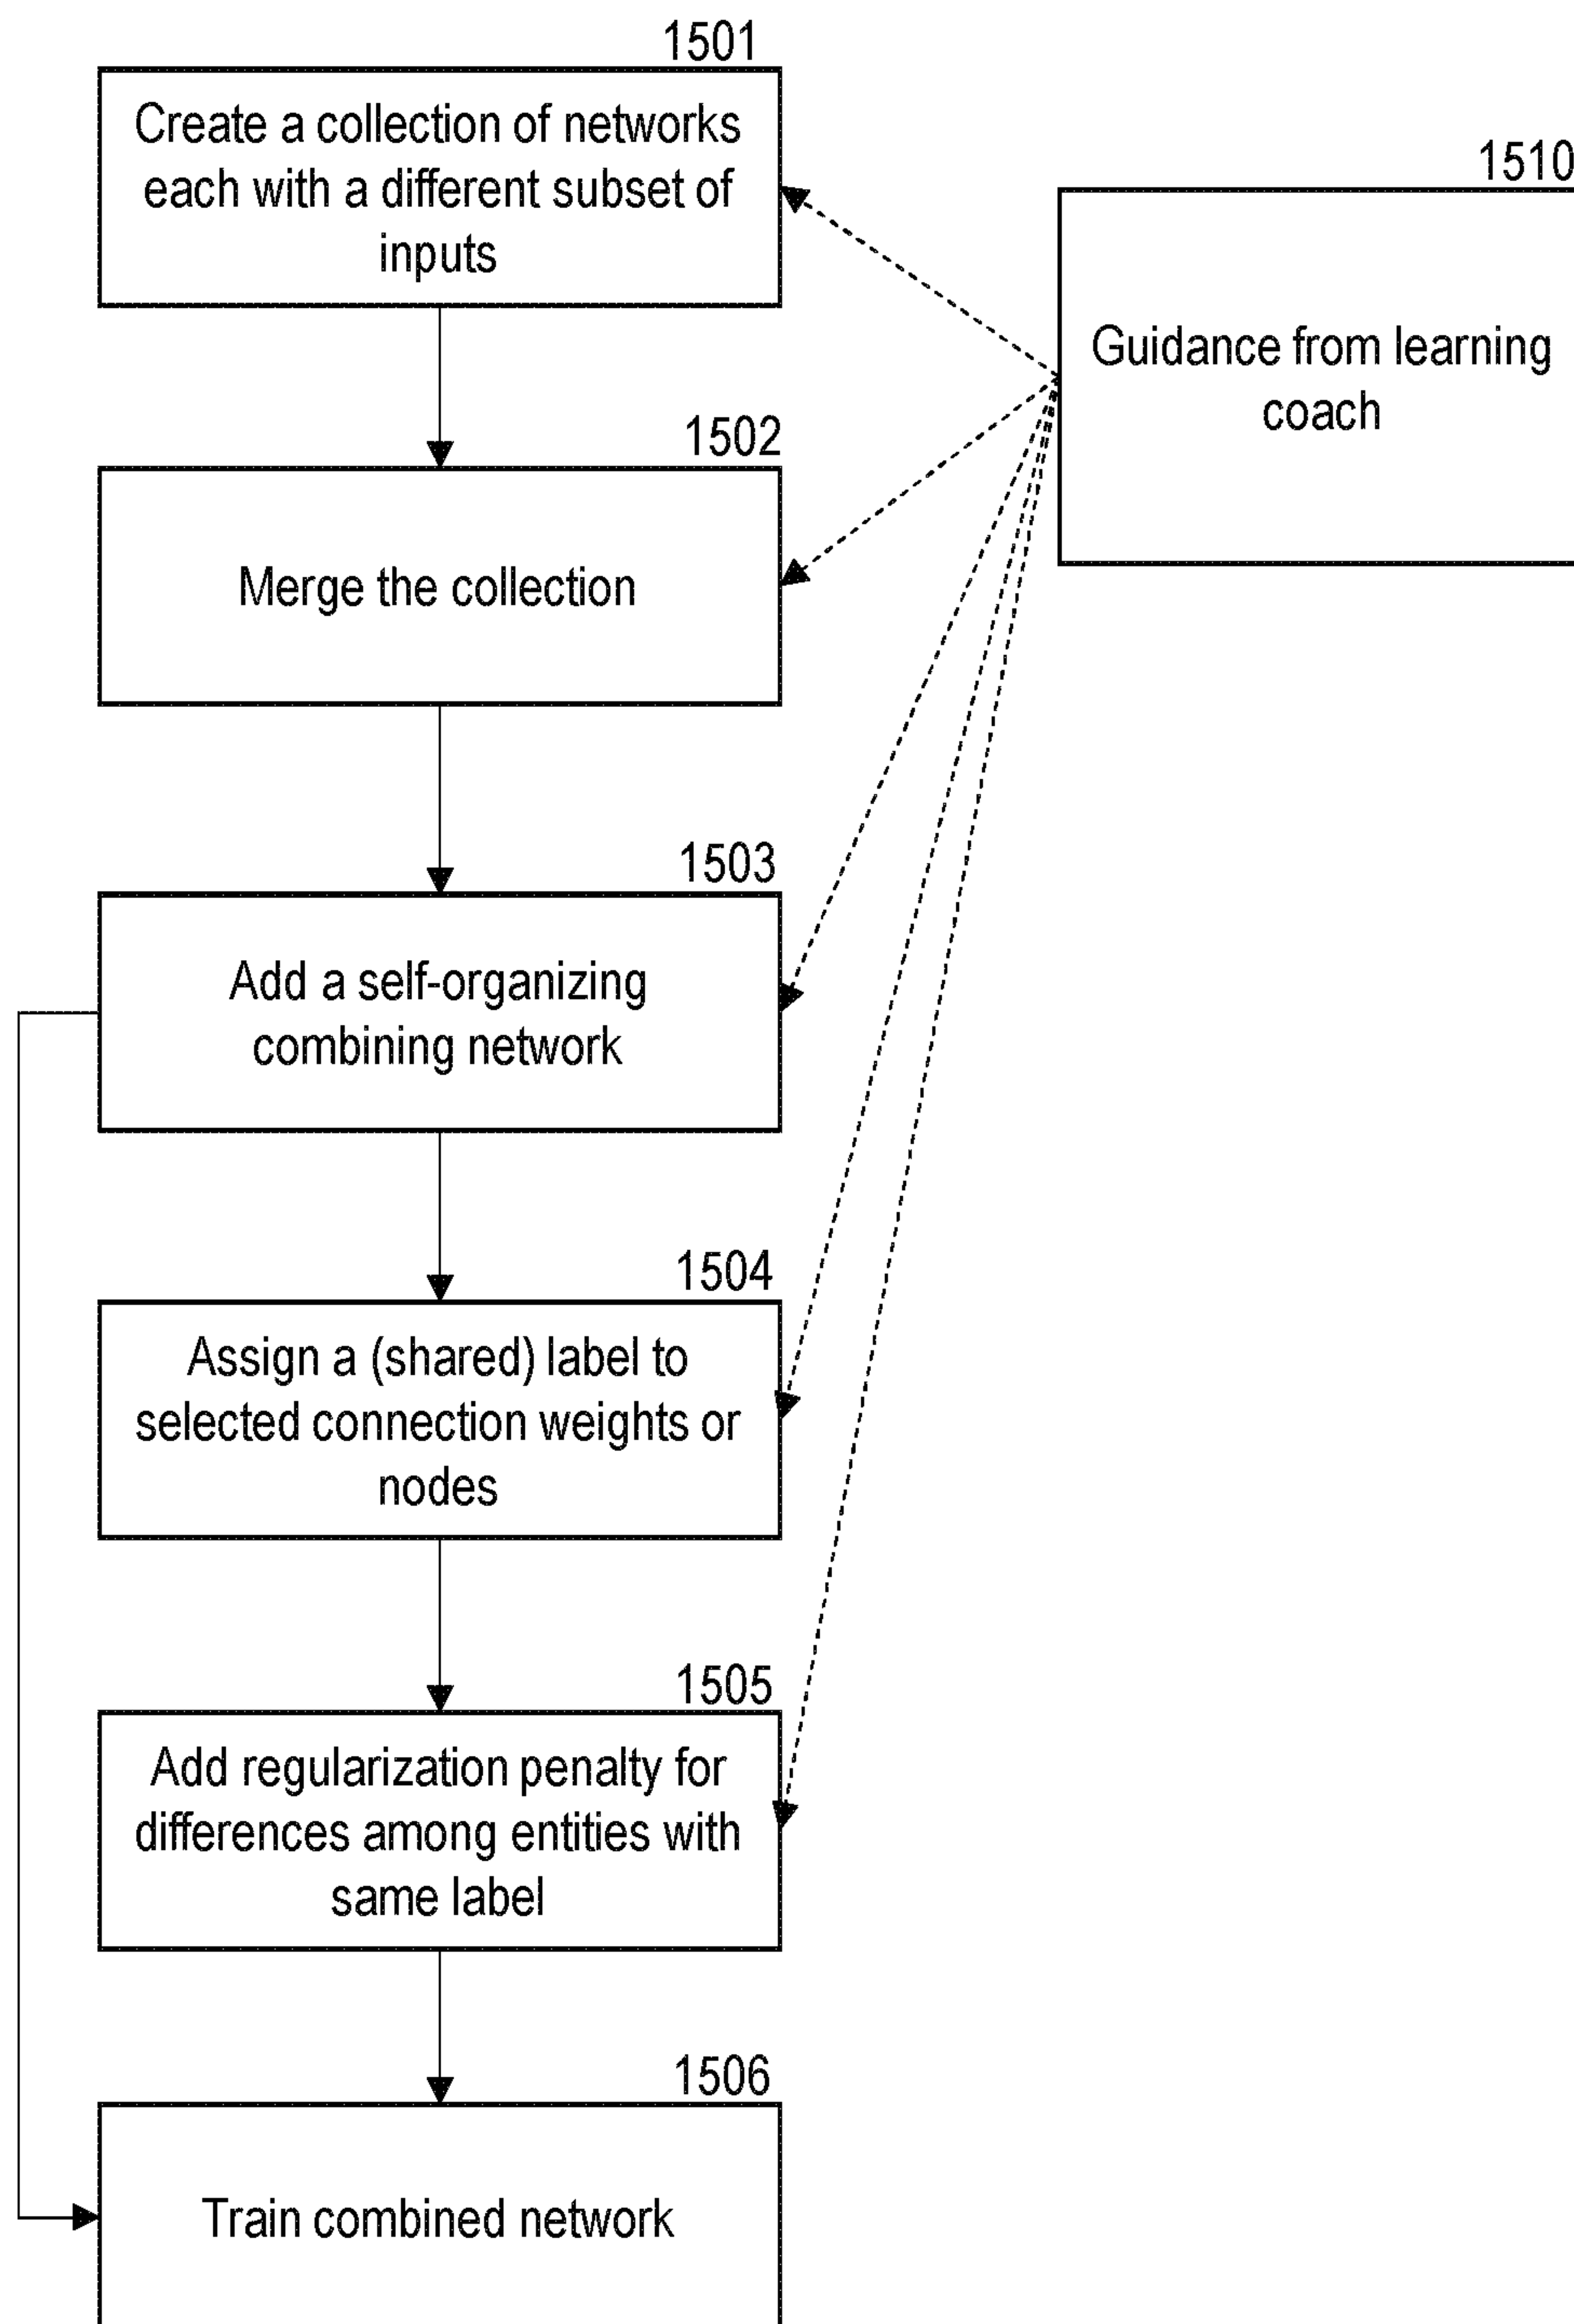 1501
Create a collection of networks
each with a different subset of
inputs
1510
Guidance from learning
coach
1502
Merge the collection
1503
Add a self-organizing
combining network
1504
Assign a (shared) label to
selected connection weights or
nodes
1505
Add regularization penalty for
differences among entities with
same label
1506
Train combined network